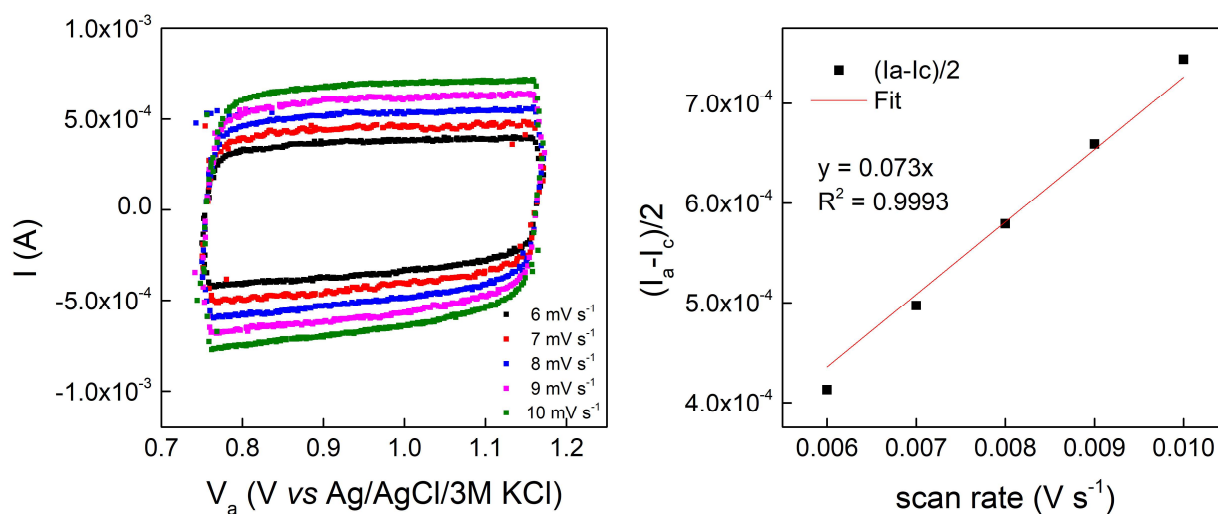 1.0x10⁻³
5.0x10⁻⁴
0.0
-5.0x10⁻⁴
-1.0x10⁻³
I (A)
6 mV s⁻¹
7 mV s⁻¹
8 mV s⁻¹
9 mV s⁻¹
10 mV s⁻¹
0.7 0.8 0.9 1.0 1.1 1.2
Vₐ (V vs Ag/AgCl/3M KCl)
(Ia-Ic)/2
Fit
y = 0.073x
R² = 0.9993
7.0x10⁻⁴
6.0x10⁻⁴
5.0x10⁻⁴
4.0x10⁻⁴
(Iₐ-I_c)/2
0.006 0.007 0.008 0.009 0.010
scan rate (V s⁻¹)